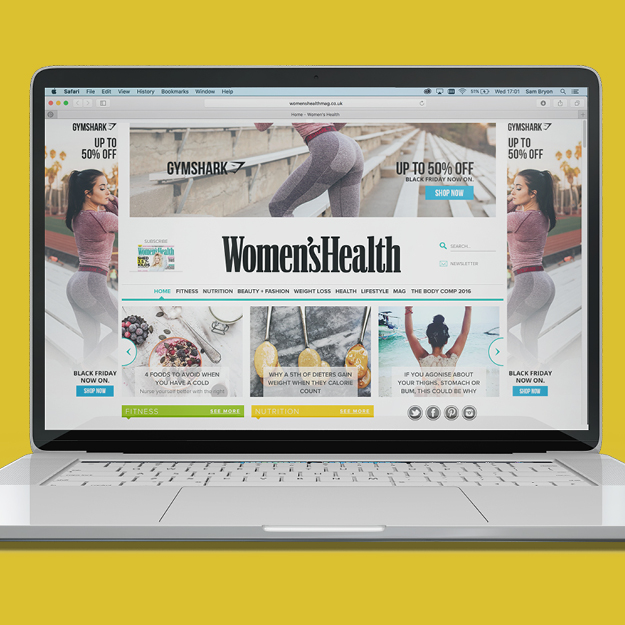 Safari File Edit View History Bookmarks Window Help
51% Wed 17:01 Sam Bryon
womenshealthmag.co.uk
Home - Women's Health
GYMSHARK
UP TO
50% OFF
BLACK FRIDAY
NOW ON.
SHOP NOW
GYMSHARK
UP TO 50% OFF
BLACK FRIDAY NOW ON.
SHOP NOW
GYMSHARK
UP TO
50% OFF
BLACK FRIDAY
NOW ON.
SHOP NOW
SUBSCRIBE
Women'sHealth
Women'sHealth
SEARCH...
NEWSLETTER
HOME FITNESS NUTRITION BEAUTY + FASHION WEIGHT LOSS HEALTH LIFESTYLE MAG THE BODY COMP 2016
4 FOODS TO AVOID WHEN
YOU HAVE A COLD
Nurse yourself better with the right
WHY A 5TH OF DIETERS GAIN
WEIGHT WHEN THEY CALORIE
COUNT
IF YOU AGONISE ABOUT
YOUR THIGHS, STOMACH OR
BUM, THIS COULD BE WHY
FITNESS SEE MORE
NUTRITION SEE MORE